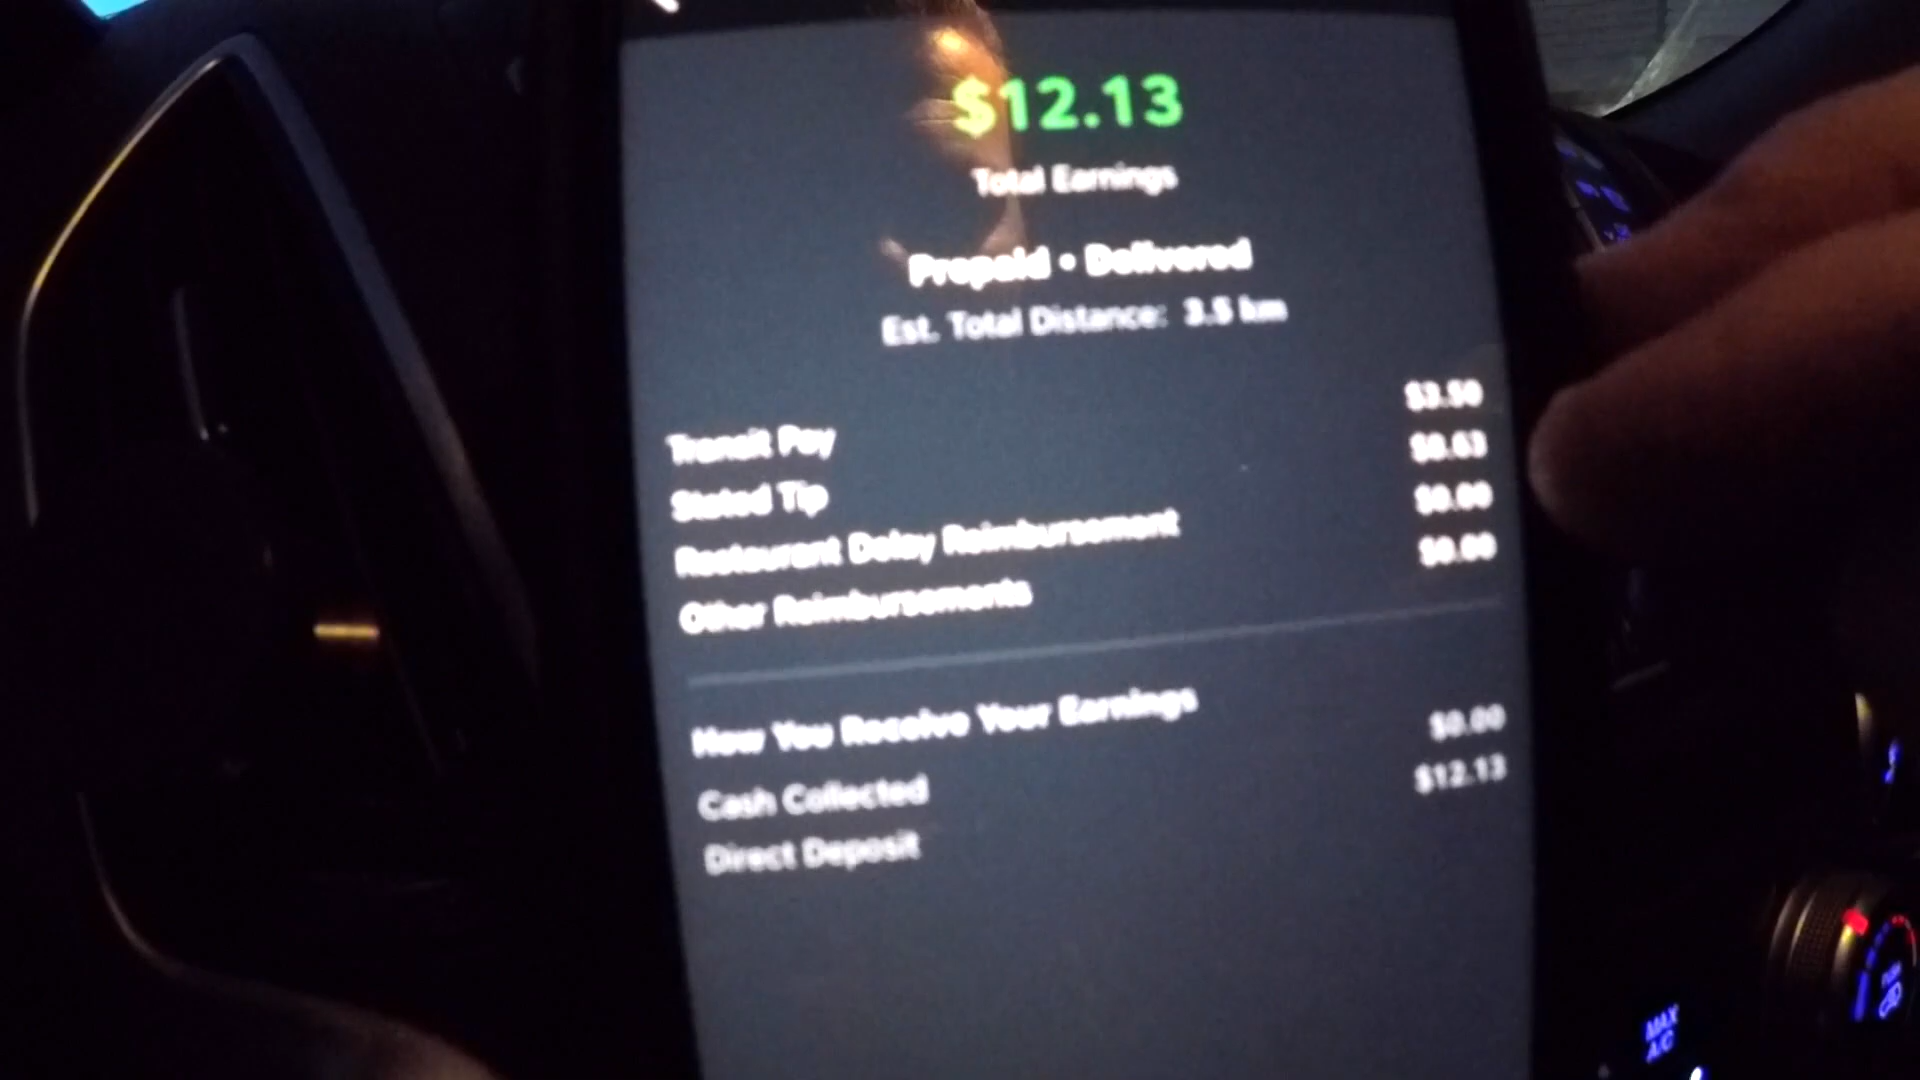 $12.13
Total Earnings
Prepaid • Delivered
Est. Total Distance: 3.5 km
Transit Pay $3.50
Stated Tip $8.63
Restaurant Delay Reimbursement $0.00
Other Reimbursements $0.00
How You Receive Your Earnings
Cash Collected $0.00
Direct Deposit $12.13
MAX
A/C